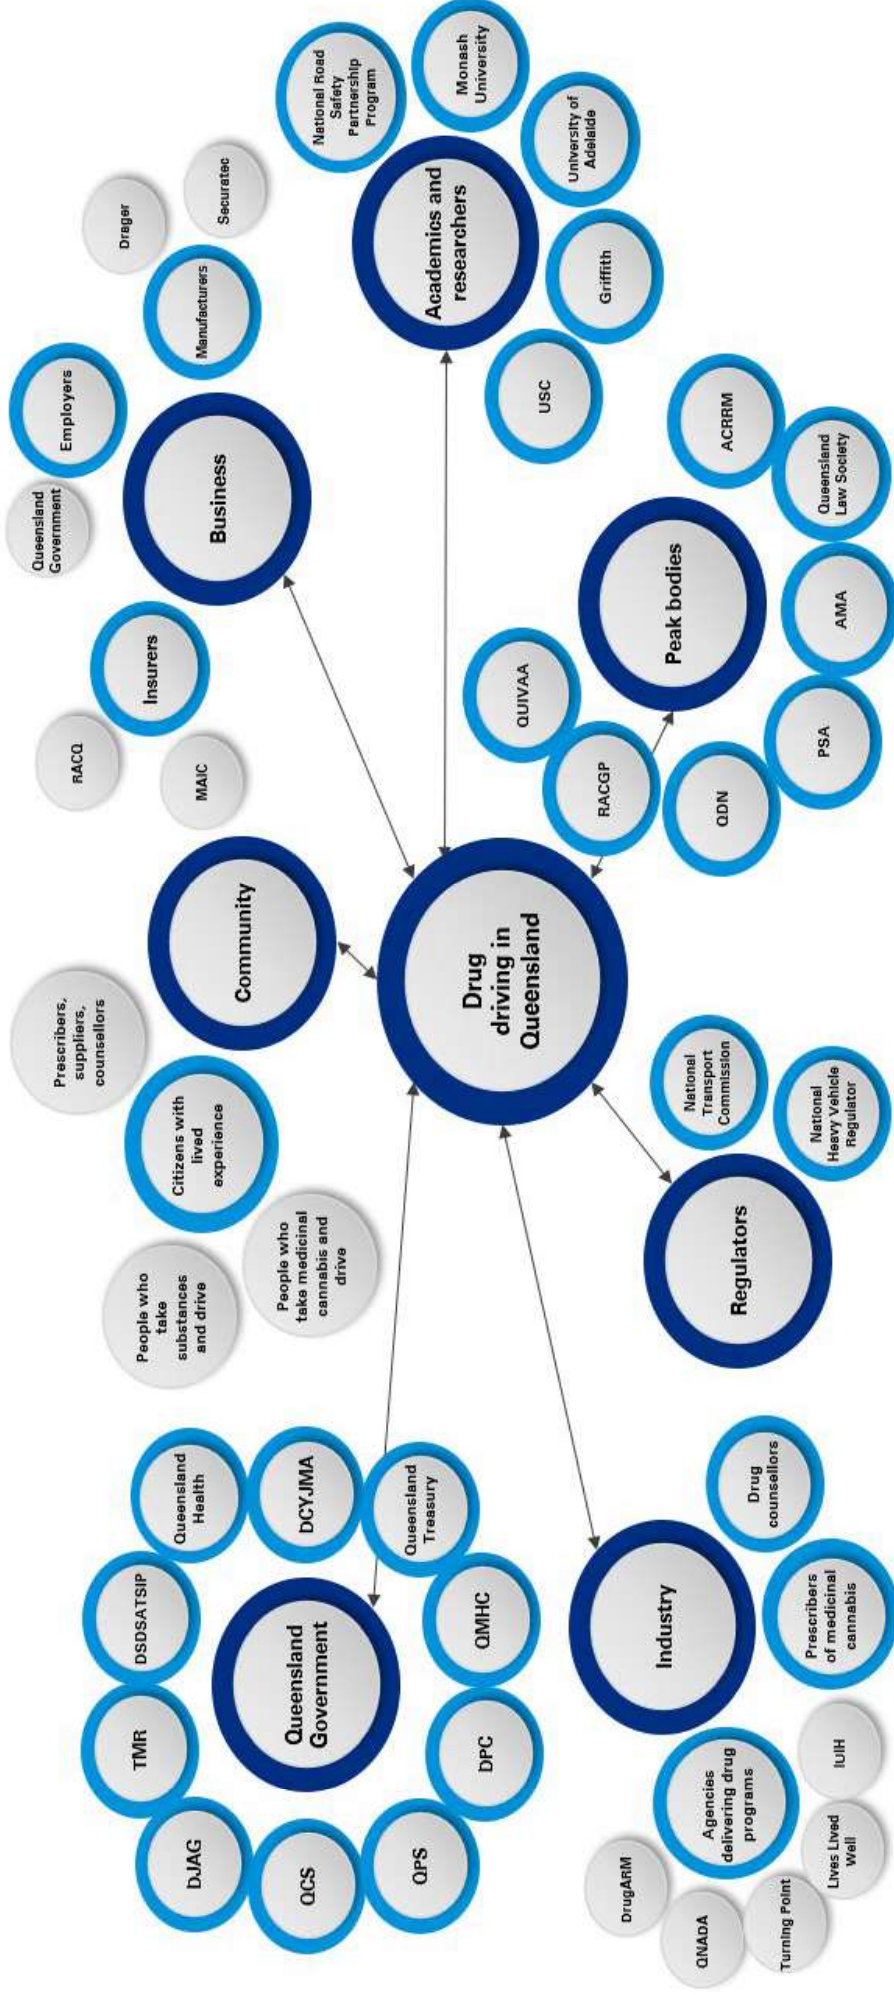 Queensland
Health
DSDSATSIP
DCYJMA
TMR
Queensland
Treasury
Queensland
Government
DJAG
QMHC
QCS
DPC
QPS
Prescribers,
suppliers,
counsellors
Community
Citizens with
lived
experience
People who
take
substances
and drive
People who
take medicinal
cannabis and
drive
Queensland
Government
Employers
Drager
Securatec
Manufacturers
Business
Insurers
RACQ
MAIC
National Road
Safety
Partnership
Program
Monash
University
University of
Adelaide
Academics and
researchers
Griffith
USC
Drug
driving in
Queensland
Industry
Drug
counsellors
Prescribers
of medicinal
cannabis
Agencies
delivering drug
programs
DrugARM
QNADA
Turning Point
Lives Lived
Well
IUIH
Regulators
National
Transport
Commission
National
Heavy Vehicle
Regulator
Peak bodies
QUIVAA
RACGP
QDN
PSA
AMA
Queensland
Law Society
ACRRM